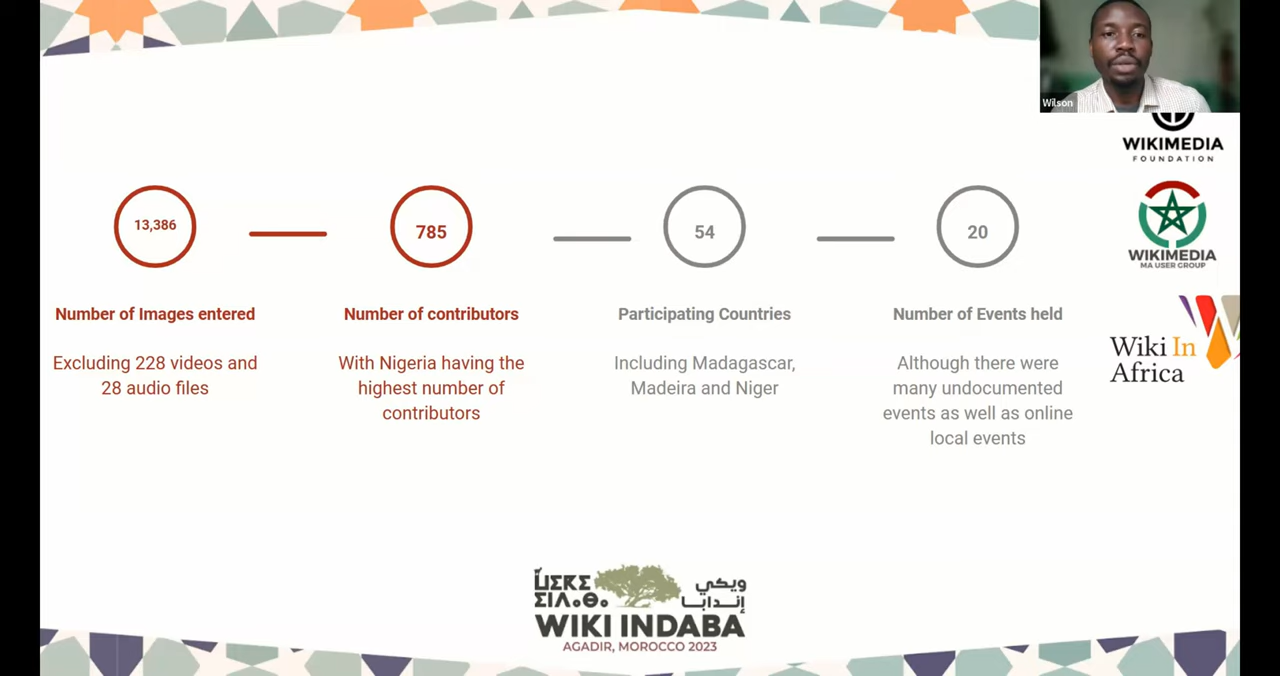 Wilson
WIKIMEDIA
FOUNDATION
13,386
785
54
20
WIKIMEDIA
MA USER GROUP
Number of Images entered
Number of contributors
Participating Countries
Number of Events held
Excluding 228 videos and
28 audio files
With Nigeria having the
highest number of
contributors
Including Madagascar,
Madeira and Niger
Although there were
many undocumented
events as well as online
local events
Wiki In
Africa
ⵡⵉⴽⵉ
ⵉⵏⴷⴰⴱⴰ
ويكي
إندابا
WIKI INDABA
AGADIR, MOROCCO 2023